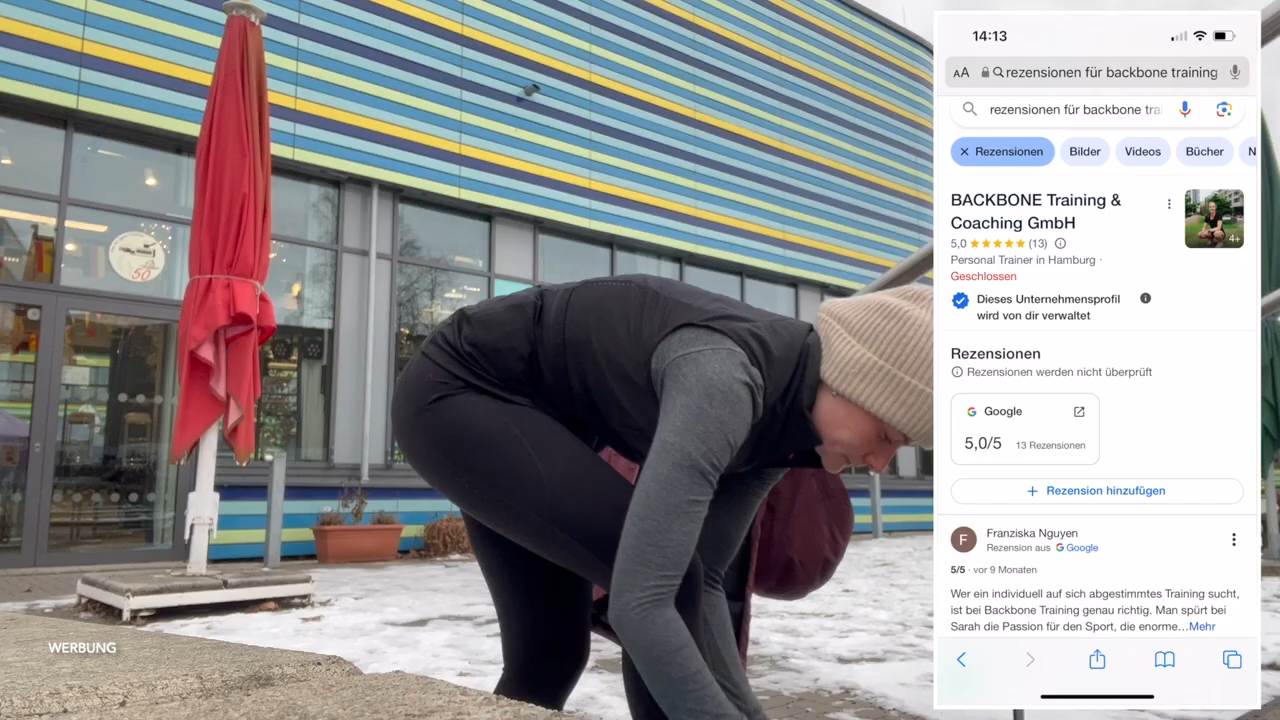 50
WERBUNG
14:13
AA rezensionen für backbone training
rezensionen für backbone trai
Rezensionen
Bilder
Videos
Bücher
N
BACKBONE Training &
Coaching GmbH
4+
5,0 (13)
Personal Trainer in Hamburg ·
Geschlossen
Dieses Unternehmensprofil
wird von dir verwaltet
Rezensionen
Rezensionen werden nicht überprüft
Google
5,0/5 13 Rezensionen
+ Rezension hinzufügen
F
Franziska Nguyen
Rezension aus Google
5/5 · vor 9 Monaten
Wer ein individuell auf sich abgestimmtes Training sucht,
ist bei Backbone Training genau richtig. Man spürt bei
Sarah die Passion für den Sport, die enorme...Mehr